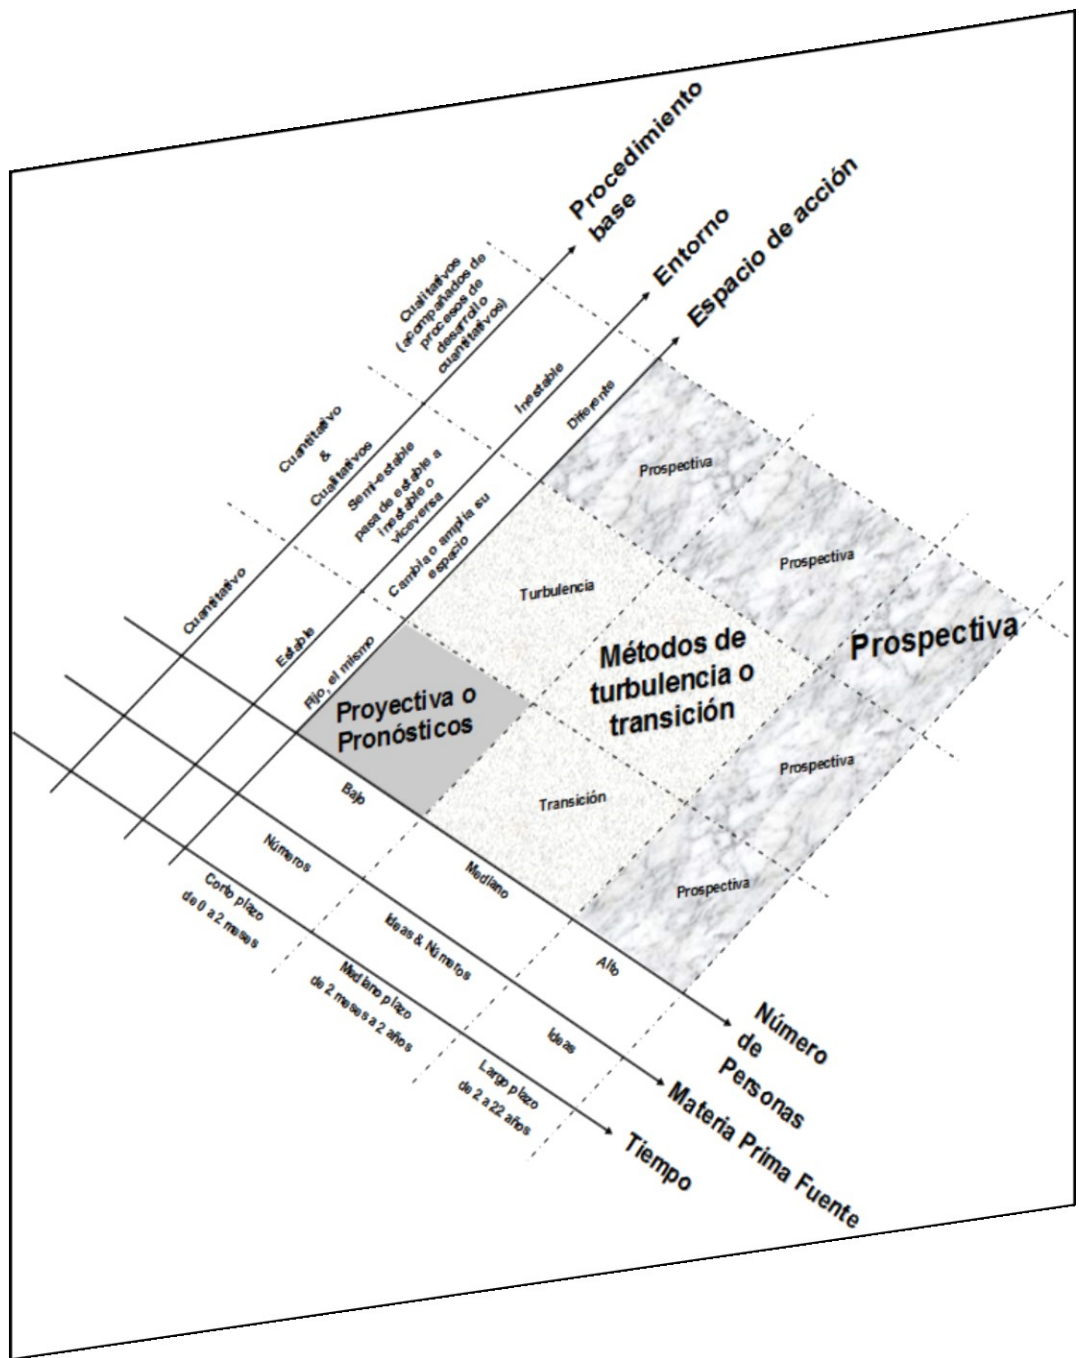 Procedimiento
base
Entorno
Espacio de acción
Cualitativos
(acompañados de
procesos de
desarrollo
cuantitativos)
Cuantitativo
&
Cualitativos
Cuantitativo
Inestable
Semi-estable
pasa de estable a
inestable o
viceversa
Estable
Diferente
Cambia o amplía su
espacio
Fijo, el mismo
Prospectiva
Prospectiva
Turbulencia
Métodos de
turbulencia o
transición
Prospectiva
Proyectiva o
Pronósticos
Transición
Prospectiva
Prospectiva
Bajo
Mediano
Alto
Número
de
Personas
Números
Ideas & Números
Ideas
Materia Prima Fuente
Corto plazo
de 0 a 2 meses
Mediano plazo
de 2 meses a 2 años
Largo plazo
de 2 a 22 años
Tiempo